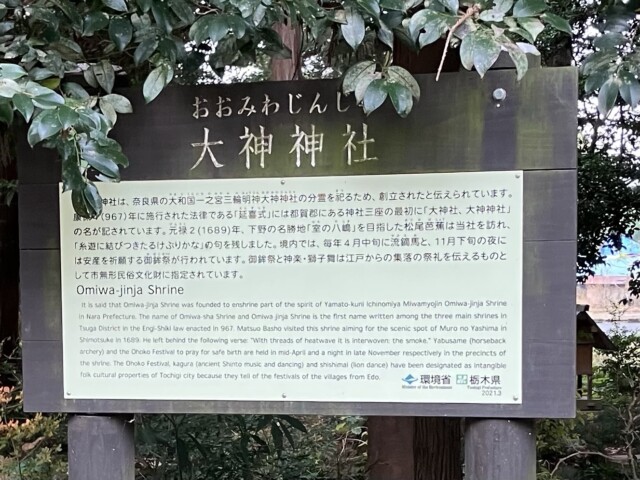 おおみわじんし
大神神社
神社は、奈良県の大和国一之宮三輪明神大神神社の分霊を祀るため、創立されたと伝えられています。
(967)年に施行された法律である「延喜式」には都賀郡にある神社三座の最初に「大神社、大神神社」
の名が記されています。元禄2(1689)年、下野の名勝地「室の八嶋」を目指した松尾芭蕉は当社を訪れ、
「糸遊に結びつきたるけぶりかな」の句を残しました。境内では、毎年4月中旬に流鏑馬と、11月下旬の夜に
は安産を祈願する御鉾祭が行われています。御鉾祭と神楽・獅子舞は江戸からの集落の祭礼を伝えるものと
して市無形民俗文化財に指定されています。
Omiwa-jinja Shrine
It is said that Omiwa-jinja Shrine was founded to enshrine part of the spirit of Yamato-kuni Ichinomiya Miwamyojin Omiwa-jinja Shrine
in Nara Prefecture. The name of Omiwa-sha Shrine and Omiwa-jinja Shrine is the first name written among the three main shrines in
Tsuga District in the Engi-Shiki law enacted in 967. Matsuo Basho visited this shrine aiming for the scenic spot of Muro no Yashima in
Shimotsuke in 1689. He left behind the following verse: "With threads of heatwave it is interwoven: the smoke." Yabusame (horseback
archery) and the Ohoko Festival to pray for safe birth are held in mid-April and a night in late November respectively in the precincts of
the shrine. The Ohoko Festival, kagura (ancient Shinto music and dancing) and shishimai (lion dance) have been designated as intangible
folk cultural properties of Tochigi city because they tell of the festivals of the villages from Edo.
環境省 栃木県
Ministry of the Environment Tochigi Prefecture
2021.3